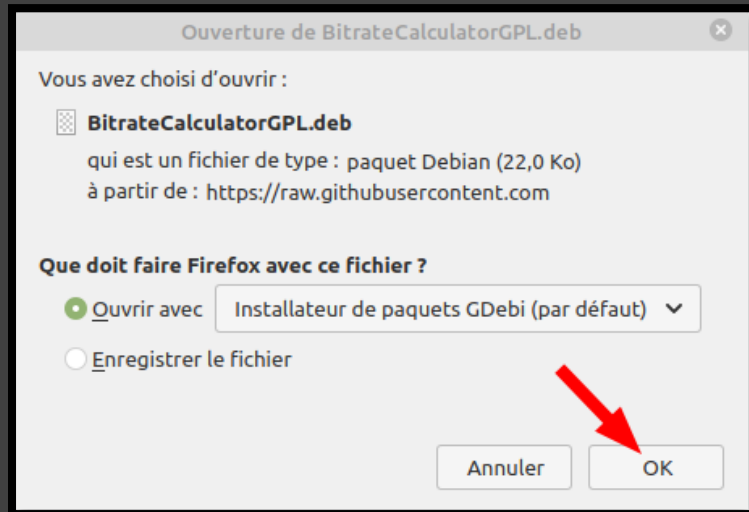 Ouverture de BitrateCalculatorGPL.deb
Vous avez choisi d’ouvrir :
BitrateCalculatorGPL.deb
qui est un fichier de type : paquet Debian (22,0 Ko)
à partir de : https://raw.githubusercontent.com
Que doit faire Firefox avec ce fichier ?
Ouvrir avec Installateur de paquets GDebi (par défaut)
Enregistrer le fichier
Annuler OK